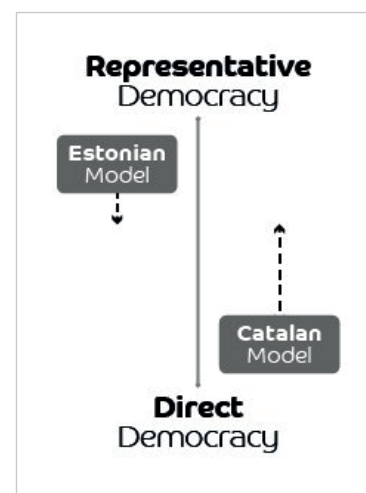 Representative
Democracy
Estonian
Model
Catalan
Model
Direct
Democracy